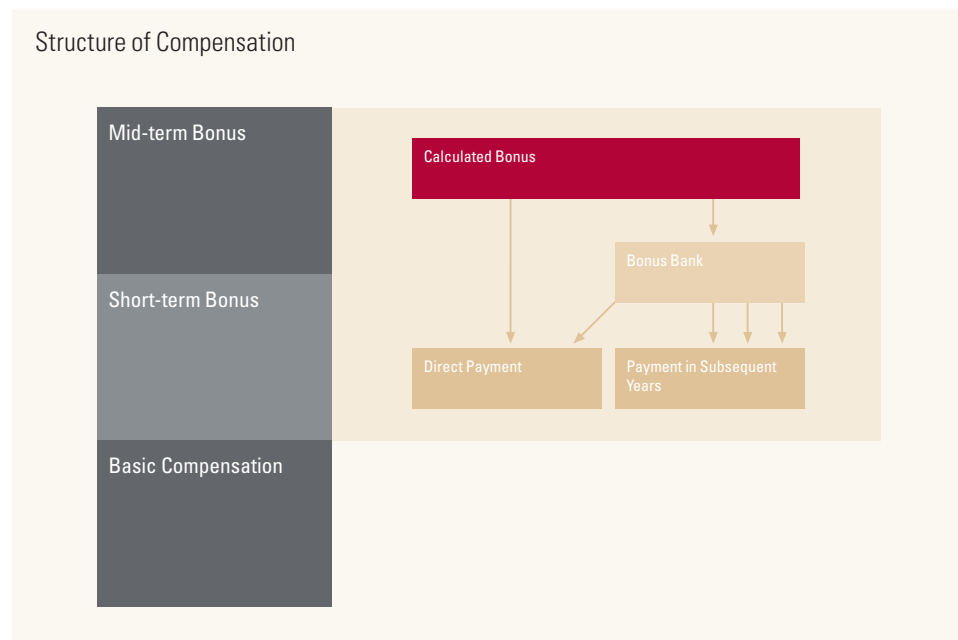 Structure of Compensation
Mid-term Bonus
Calculated Bonus
Bonus Bank
Short-term Bonus
Direct Payment
Payment in Subsequent
Years
Basic Compensation